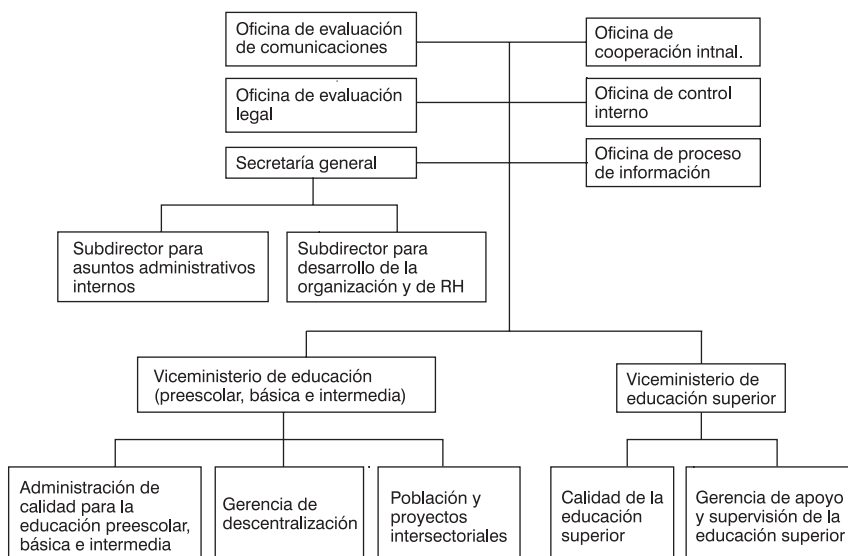 Oficina de evaluación
de comunicaciones
Oficina de
cooperación intnal.
Oficina de evaluación
legal
Oficina de control
interno
Secretaría general
Oficina de proceso
de información
Subdirector para
asuntos administrativos
internos
Subdirector para
desarrollo de la
organización y de RH
Viceministerio de educación
(preescolar, básica e intermedia)
Viceministerio de
educación superior
Administración de
calidad para la
educación preescolar,
básica e intermedia
Gerencia de
descentralización
Población y
proyectos
intersectoriales
Calidad de la
educación
superior
Gerencia de apoyo
y supervisión de la
educación superior